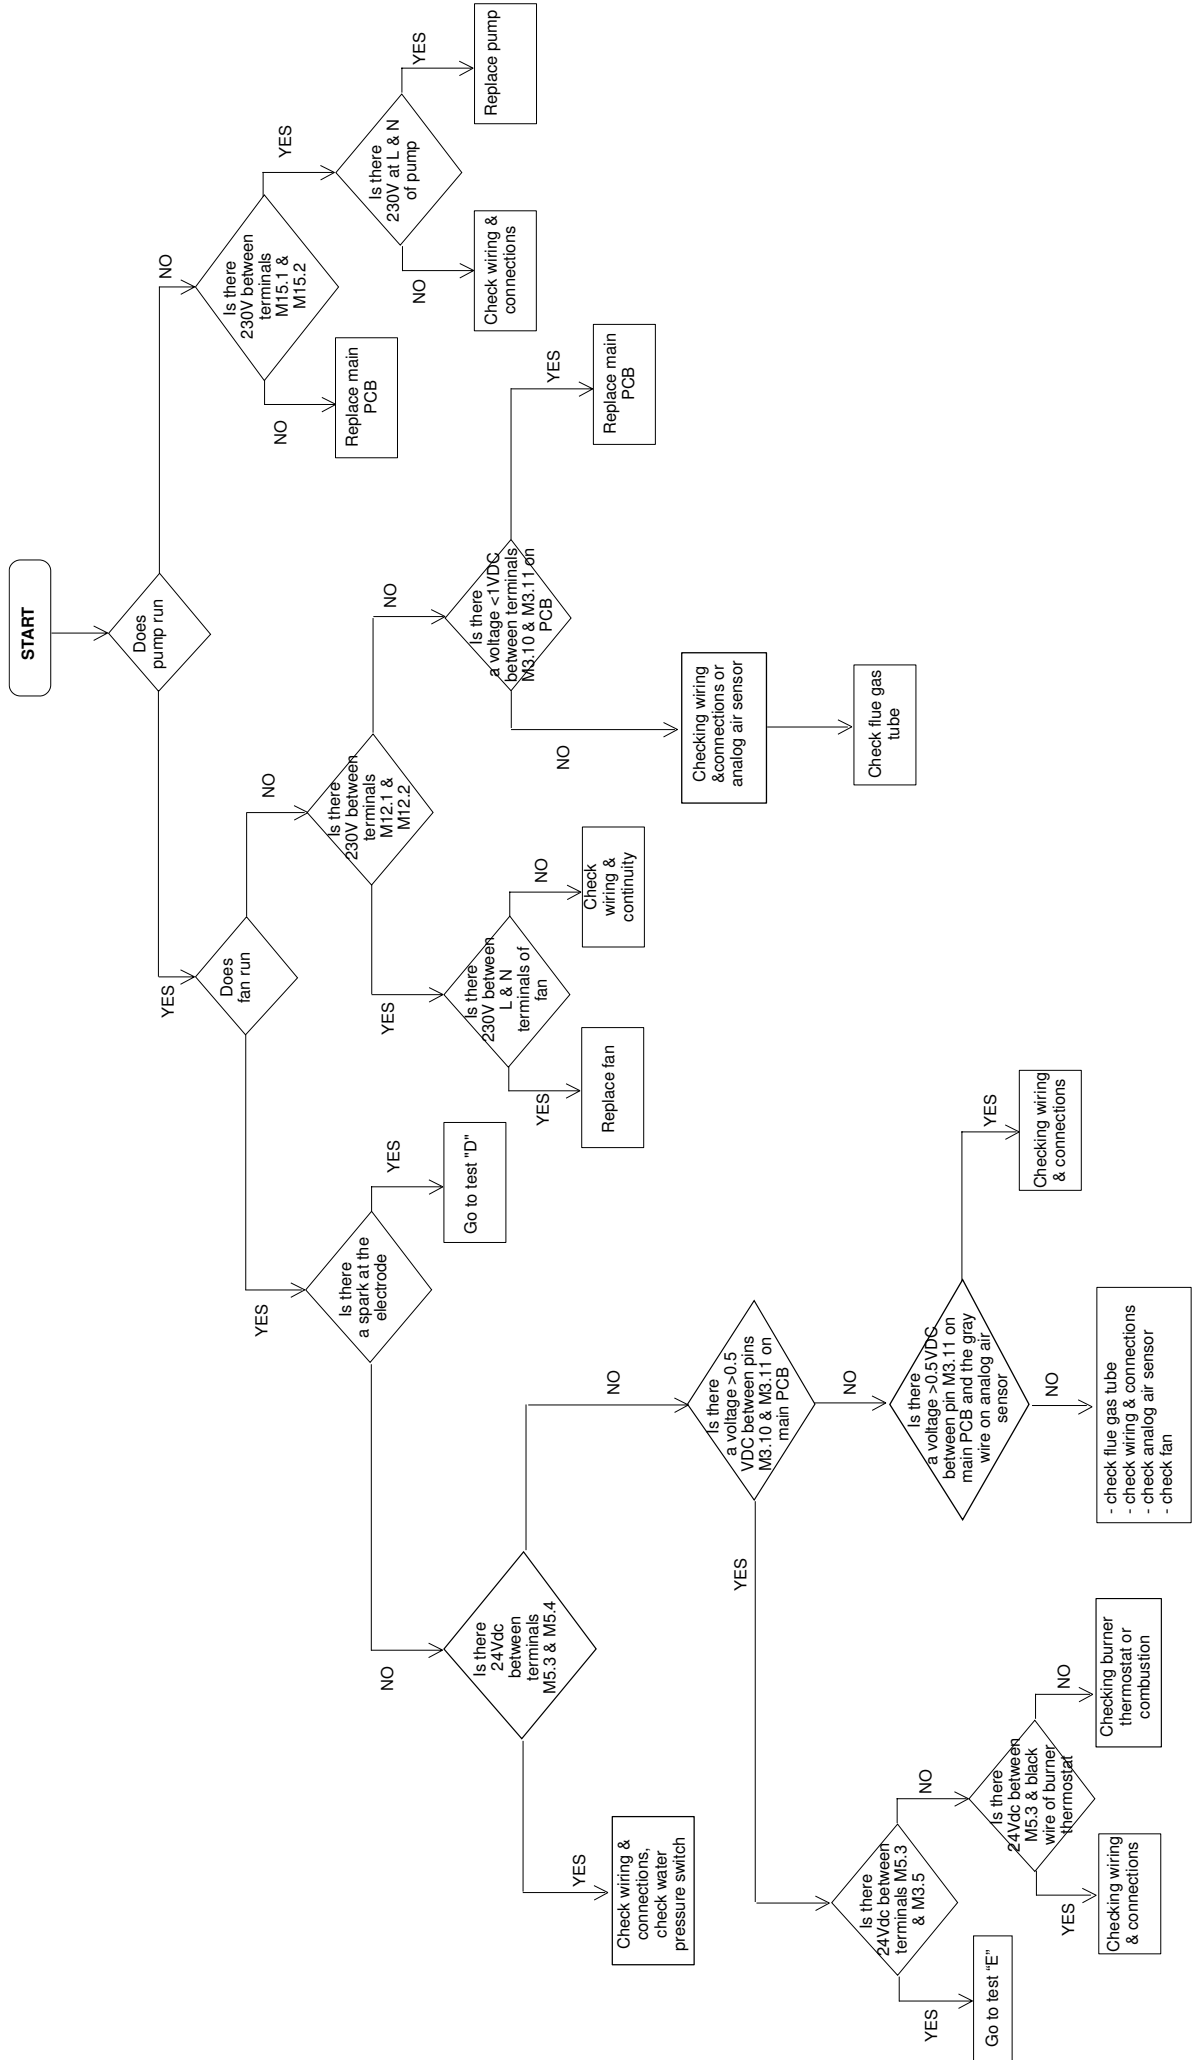 START
Does
pump run
NO
YES
Is there
230V between
terminals
M15.1 &
M15.2
YES
NO
Is there
230V at L & N
of pump
YES
NO
Replace pump
Check wiring &
connections
Replace main
PCB
Does
fan run
NO
YES
Is there
230V between
terminals
M12.1 &
M12.2
NO
YES
Is there
a voltage <1VDC
between terminals
M3.10 & M3.11 on
PCB
YES
NO
Replace main
PCB
Checking wiring
&connections or
analog air sensor
Check flue gas
tube
Is there
230V between
L & N
terminals of
fan
NO
YES
Check
wiring &
continuity
Replace fan
Is there
a spark at the
electrode
YES
NO
Go to test "D"
Is there
24Vdc
between
terminals
M5.3 & M5.4
NO
YES
Check wiring &
connections,
check water
pressure switch
Is there
a voltage >0.5
VDC between pins
M3.10 & M3.11 on
main PCB
NO
YES
Is there
a voltage >0.5VDC
between pin M3.11 on
main PCB and the gray
wire on analog air
sensor
YES
NO
Checking wiring
& connections
- check flue gas tube
- check wiring & connections
- check analog air sensor
- check fan
Is there
24Vdc between
terminals M5.3
& M3.5
NO
YES
Is there
24Vdc between
M5.3 & black
wire of burner
thermostat
NO
YES
Checking burner
thermostat or
combustion
Checking wiring
& connections
Go to test “E”